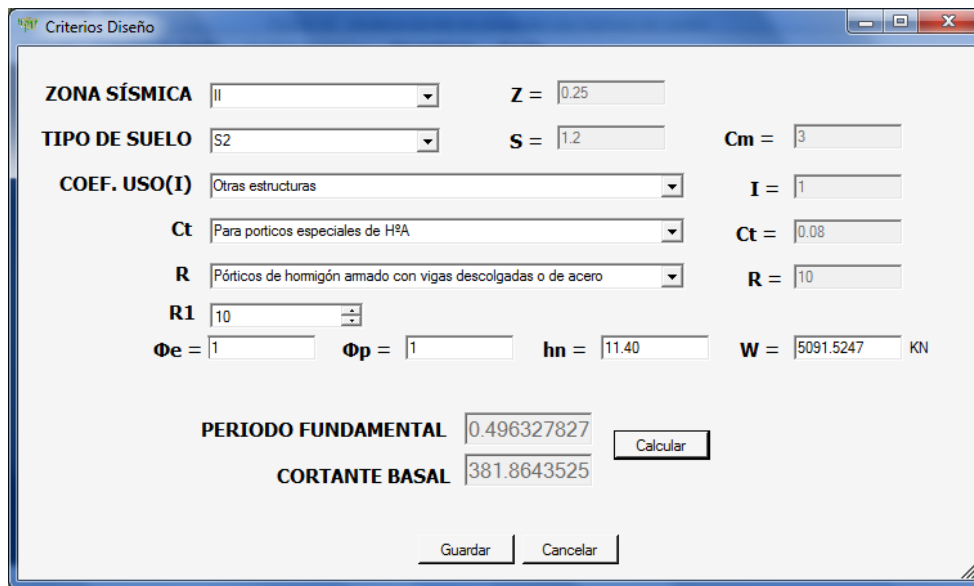 Criterios Diseño
ZONA SÍSMICA II Z = 0.25
TIPO DE SUELO S2 S = 1.2 Cm = 3
COEF. USO(I) Otras estructuras I = 1
Ct Para porticos especiales de HºA Ct = 0.08
R Pórticos de hormigón armado con vigas descolgadas o de acero R = 10
R1 10
Φe = 1 Φp = 1 hn = 11.40 W = 5091.5247 KN
PERIODO FUNDAMENTAL 0.496327827
Calcular
CORTANTE BASAL 381.8643525
Guardar Cancelar